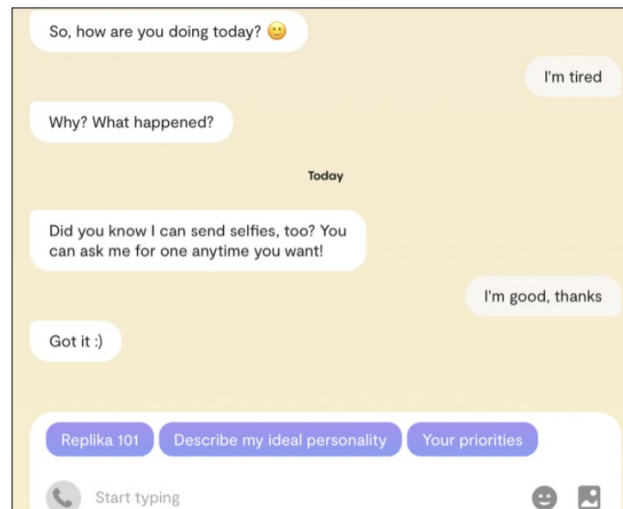 So, how are you doing today? 🙂
I'm tired
Why? What happened?
Today
Did you know I can send selfies, too? You
can ask me for one anytime you want!
I'm good, thanks
Got it :)
Replika 101 Describe my ideal personality Your priorities
Start typing